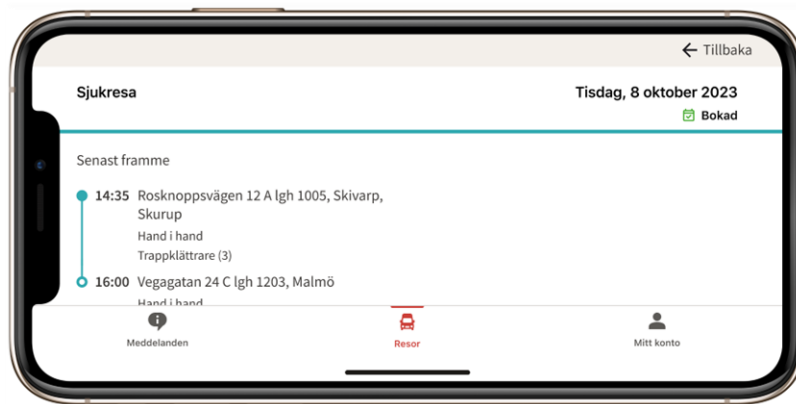 ← Tillbaka
Sjukresa
Tisdag, 8 oktober 2023
Bokad
Senast framme
14:35 Rosknoppsvägen 12 A lgh 1005, Skivarp,
Skurup
Hand i hand
Trappklättrare (3)
16:00 Vegagatan 24 C lgh 1203, Malmö
Hand i hand
Meddelanden
Resor
Mitt konto